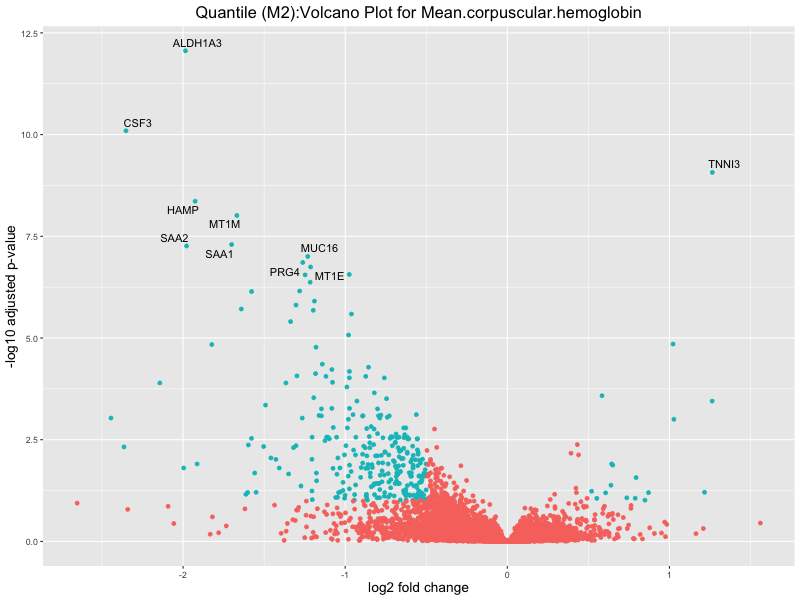 Quantile (M2):Volcano Plot for Mean.corpuscular.hemoglobin
12.5
10.0
7.5
5.0
2.5
0.0
-log10 adjusted p-value
ALDH1A3
CSF3
TNNI3
HAMP
MT1M
SAA2
SAA1
MUC16
PRG4
MT1E
-2
-1
0
1
log2 fold change